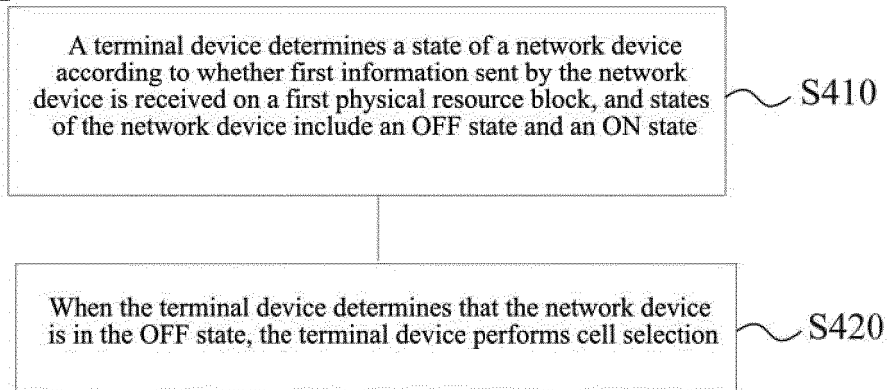 A terminal device determines a state of a network device
according to whether first information sent by the network
device is received on a first physical resource block, and states
of the network device include an OFF state and an ON state
S410
When the terminal device determines that the network device
is in the OFF state, the terminal device performs cell selection
S420